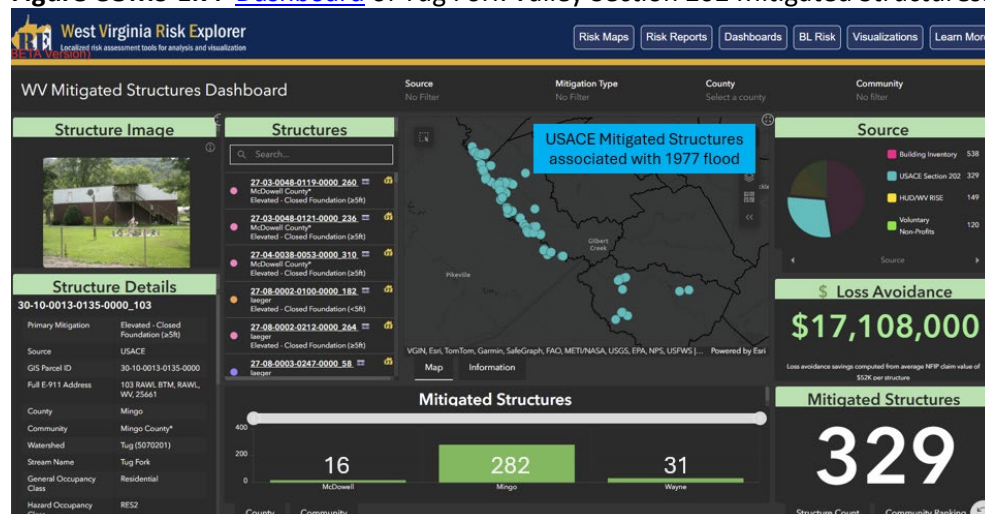 West Virginia Risk Explorer
Localized risk assessment tools for analysis and visualization
BETA Version)
Risk Maps
Risk Reports
Dashboards
BL Risk
Visualizations
Learn More
WV Mitigated Structures Dashboard
Source
No Filter
Mitigation Type
No Filter
County
Select a county
Community
No filter
Structure Image
Structure Details
30-10-0013-0135-0000_103
Primary Mitigation Elevated - Closed
Foundation (≥5ft)
Source USACE
GIS Parcel ID 30-10-0013-0135-0000
Full E-911 Address 103 RAWL BTM, RAWL,
WV, 25661
County Mingo
Community Mingo County*
Watershed Tug (5070201)
Stream Name Tug Fork
General Occupancy Residential
Class
Hazard Occupancy RES2
Structures
Search...
27-03-0048-0119-0000_260
McDowell County*
Elevated - Closed Foundation (≥5ft)
27-03-0048-0121-0000_236
McDowell County*
Elevated - Closed Foundation (≥5ft)
27-04-0038-0053-0000_310
McDowell County*
Elevated - Closed Foundation (≥5ft)
27-08-0002-0100-0000_182
Iaeger
Elevated - Closed Foundation (<5ft)
27-08-0002-0212-0000_264
Iaeger
Elevated - Closed Foundation (≥5ft)
27-08-0003-0247-0000_58
Iaeger
USACE Mitigated Structures
associated with 1977 flood
Gilbert
Creek
Pikeville
VGIN, Esri, TomTom, Garmin, SafeGraph, FAO, METI/NASA, USGS, EPA, NPS, USFWS |... Powered by Esri
Map
Information
Mitigated Structures
400
200
0
16
McDowell
282
Mingo
31
Wayne
County
Community
Source
Building Inventory 538
USACE Section 202 329
HUD/WV RISE 149
Voluntary
Non-Profits 120
Source
$ Loss Avoidance
$17,108,000
Loss avoidance savings computed from average NFIP claim value of
$52K per structure
Mitigated Structures
329
Structure Count
Community Ranking